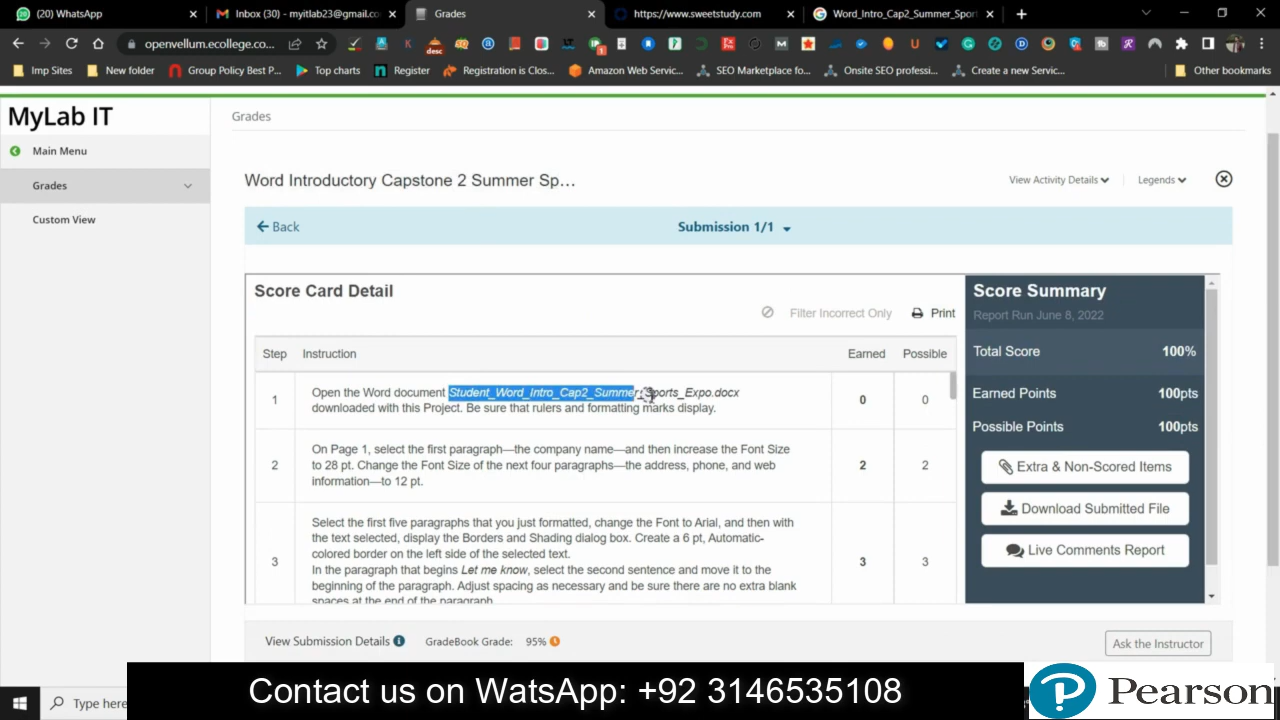 (20) WhatsApp
Inbox (30) - myitlab23@gmail.co
Grades
https://www.sweetstudy.com
Word_Intro_Cap2_Summer_Sport
openvellum.ecollege.co...
Imp Sites
New folder
Group Policy Best P...
Top charts
Register
Registration is Clos...
Amazon Web Servic...
SEO Marketplace fo...
Onsite SEO professi...
Create a new Servic...
Other bookmarks
MyLab IT
Main Menu
Grades
Custom View
Grades
Word Introductory Capstone 2 Summer Sp...
View Activity Details
Legends
Back
Submission 1/1
Score Card Detail
Filter Incorrect Only
Print
Step Instruction Earned Possible
1
Open the Word document Student_Word_Intro_Cap2_Summer_Sports_Expo.docx
downloaded with this Project. Be sure that rulers and formatting marks display.
0 0
2
On Page 1, select the first paragraph—the company name—and then increase the Font Size
to 28 pt. Change the Font Size of the next four paragraphs—the address, phone, and web
information—to 12 pt.
2 2
3
Select the first five paragraphs that you just formatted, change the Font to Arial, and then with
the text selected, display the Borders and Shading dialog box. Create a 6 pt, Automatic-
colored border on the left side of the selected text.
In the paragraph that begins Let me know, select the second sentence and move it to the
beginning of the paragraph. Adjust spacing as necessary and be sure there are no extra blank
spaces at the end of the paragraph.
3 3
Score Summary
Report Run June 8, 2022
Total Score 100%
Earned Points 100pts
Possible Points 100pts
Extra & Non-Scored Items
Download Submitted File
Live Comments Report
View Submission Details
GradeBook Grade: 95%
Ask the Instructor
Type here
Contact us on WatsApp: +92 3146535108
Pearson